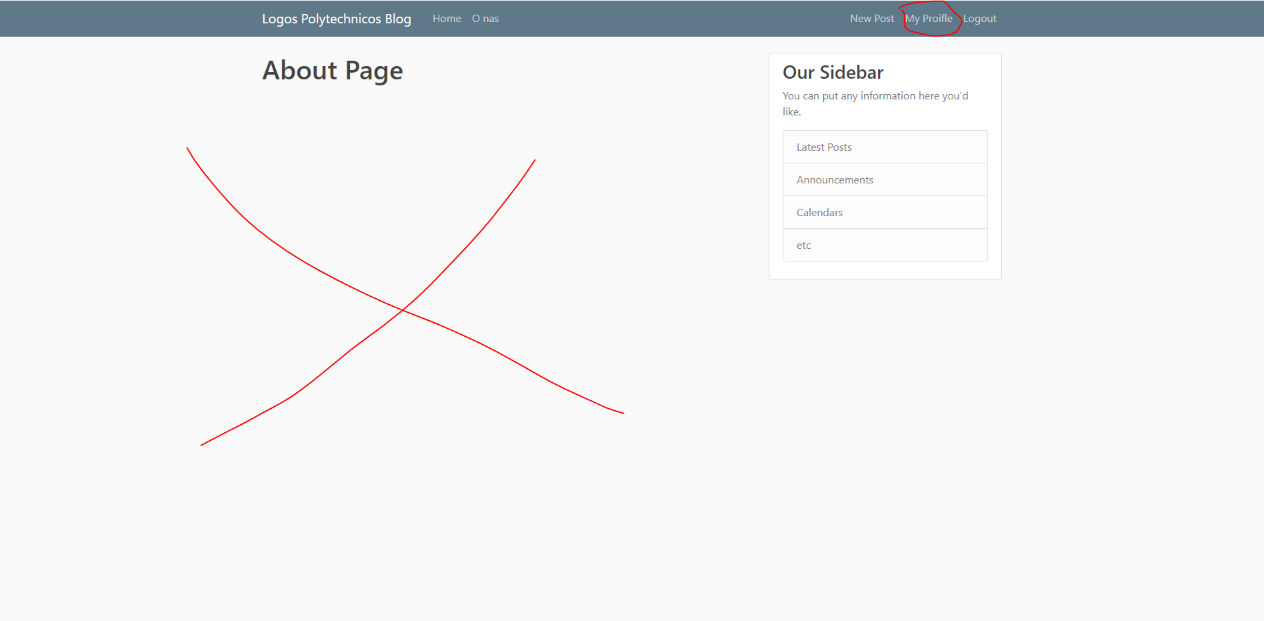 Logos Polytechnicos Blog Home O nas New Post My Proifle Logout
About Page
Our Sidebar
You can put any information here you'd
like.
Latest Posts
Announcements
Calendars
etc